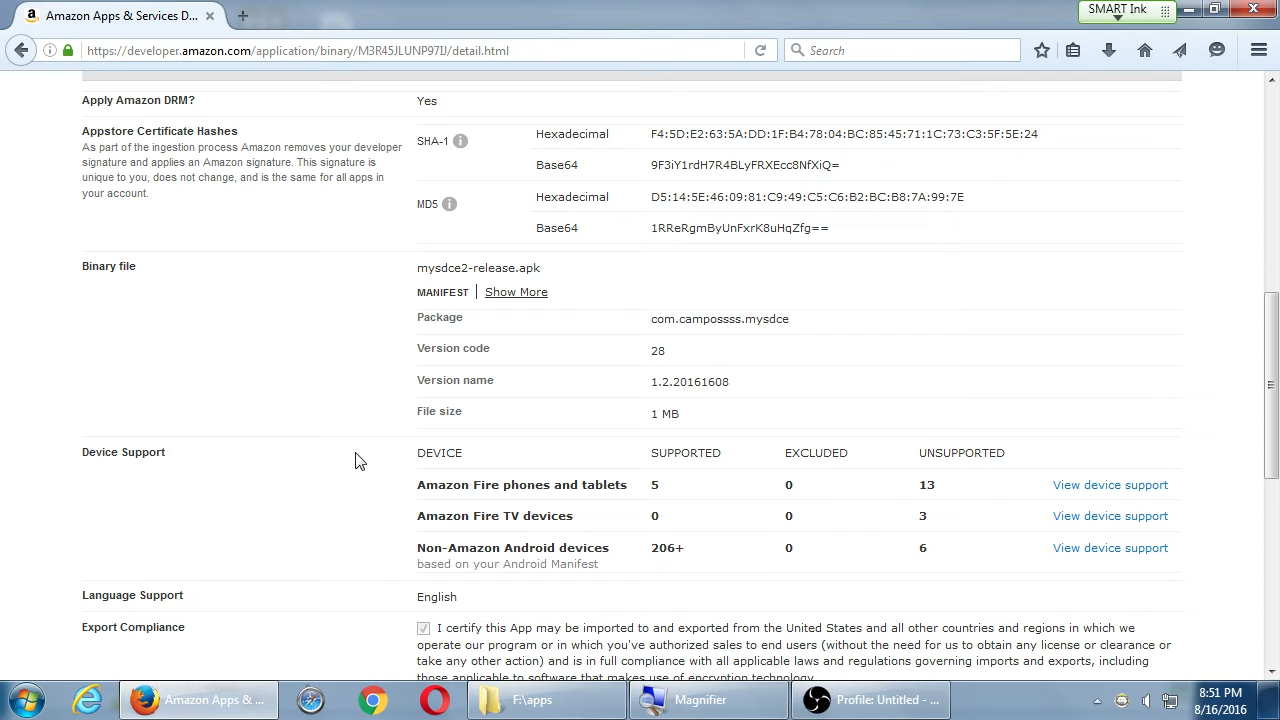 Amazon Apps & Services D...
SMART Ink
https://developer.amazon.com/application/binary/M3R45JLUNP97IJ/detail.html
Search
Apply Amazon DRM?
Yes
Appstore Certificate Hashes
As part of the ingestion process Amazon removes your developer
signature and applies an Amazon signature. This signature is
unique to you, does not change, and is the same for all apps in
your account.
SHA-1
Hexadecimal
F4:5D:E2:63:5A:DD:1F:B4:78:04:BC:85:45:71:1C:73:C3:5F:5E:24
Base64
9F3iY1rdH7R4BLyFRXEcc8NfXiQ=
MD5
Hexadecimal
D5:14:5E:46:09:81:C9:49:C5:C6:B2:BC:B8:7A:99:7E
Base64
1RReRgmByUnFxrK8uHqZfg==
Binary file
mysdce2-release.apk
MANIFEST | Show More
Package
com.campossss.mysdce
Version code
28
Version name
1.2.20161608
File size
1 MB
Device Support
DEVICE SUPPORTED EXCLUDED UNSUPPORTED
Amazon Fire phones and tablets 5 0 13 View device support
Amazon Fire TV devices 0 0 3 View device support
Non-Amazon Android devices 206+ 0 6 View device support
based on your Android Manifest
Language Support
English
Export Compliance
I certify this App may be imported to and exported from the United States and all other countries and regions in which we
operate our program or in which you've authorized sales to end users (without the need for us to obtain any license or clearance or
take any other action) and is in full compliance with all applicable laws and regulations governing imports and exports, including
those applicable to software that makes use of encryption technology.
Amazon Apps & ...
F:\apps
Magnifier
Profile: Untitled - ...
8:51 PM
8/16/2016